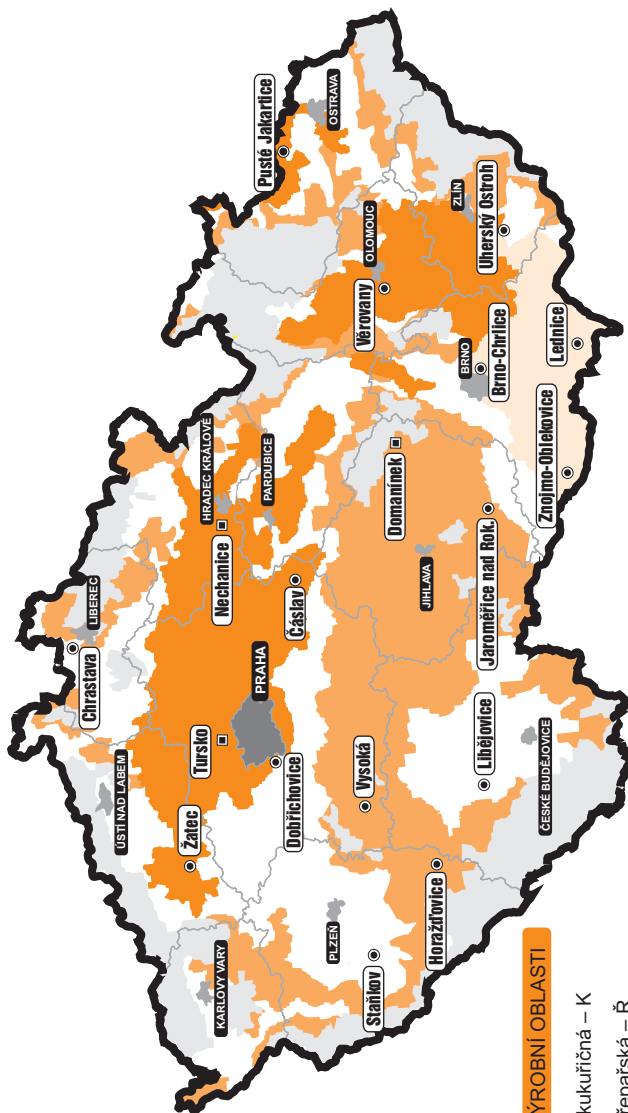 Pusté Jakartice
OSTRAVA
Chrastava
LIBEREC
HRADEC KRÁLOVÉ
Nechanice
PARDUBICE
ÚSTÍ NAD LABEM
Žatec
Tursko
PRAHA
Čáslav
Dobřichovice
KARLOVY VARY
PLZEŇ
Staňkov
Vysoká
Horažďovice
Libějovice
ČESKÉ BUDĚJOVICE
JIHLAVA
Domanínek
Jaroměřice nad Rok.
OLOMOUC
Věrovany
ZLÍN
Uherský Ostroh
BRNO
Brno-Chrlice
Lednice
Znojmo-Oblekovice
ÝROBNÍ OBLASTI
kukuřičná – K
řepařská – Ř